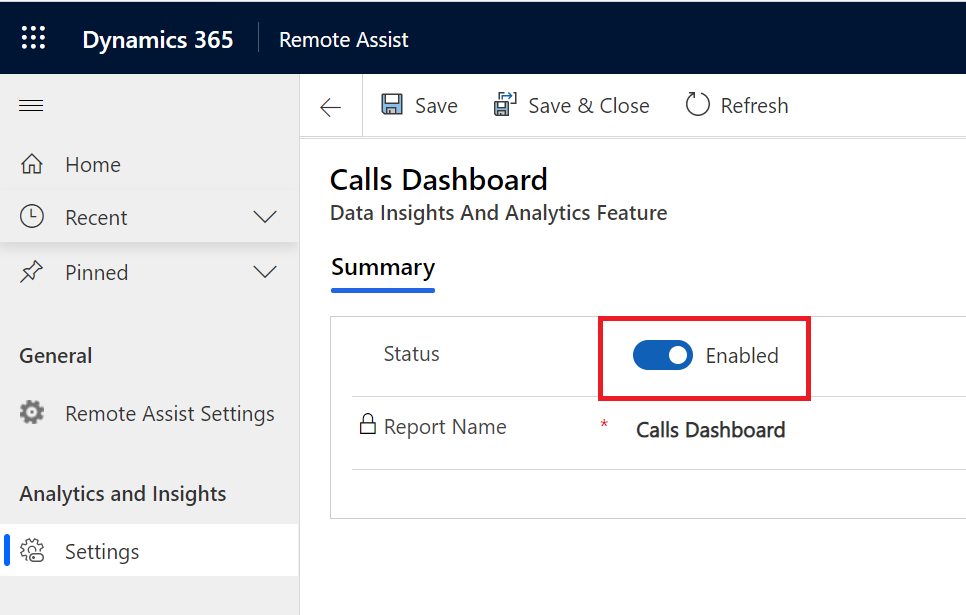 Dynamics 365 Remote Assist
Save Save & Close Refresh
Home
Recent
Pinned
General
Remote Assist Settings
Analytics and Insights
Settings
Calls Dashboard
Data Insights And Analytics Feature
Summary
Status Enabled
Report Name * Calls Dashboard